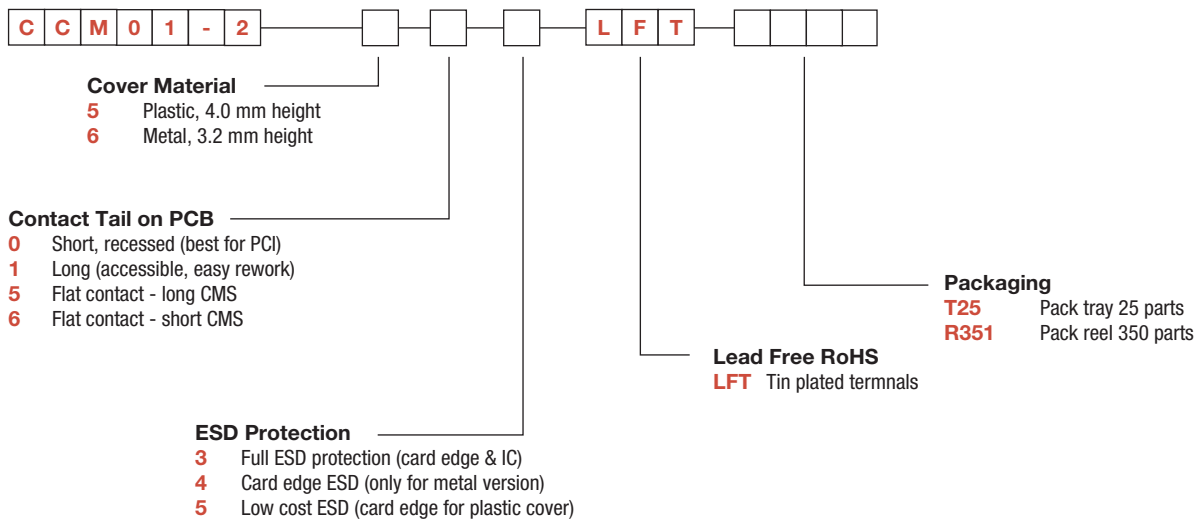 CCM01-2 LFT
Cover Material
5 Plastic, 4.0 mm height
6 Metal, 3.2 mm height
Contact Tail on PCB
0 Short, recessed (best for PCI)
1 Long (accessible, easy rework)
5 Flat contact - long CMS
6 Flat contact - short CMS
Packaging
T25 Pack tray 25 parts
R351 Pack reel 350 parts
Lead Free RoHS
LFT Tin plated termnals
ESD Protection
3 Full ESD protection (card edge & IC)
4 Card edge ESD (only for metal version)
5 Low cost ESD (card edge for plastic cover)